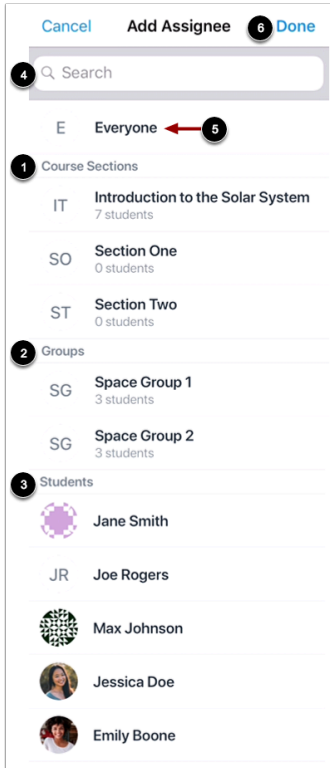 Cancel Add Assignee 6 Done
4 Search
E Everyone 5
1 Course Sections
IT Introduction to the Solar System
7 students
SO Section One
0 students
ST Section Two
0 students
2 Groups
SG Space Group 1
3 students
SG Space Group 2
3 students
3 Students
Jane Smith
JR Joe Rogers
Max Johnson
Jessica Doe
Emily Boone